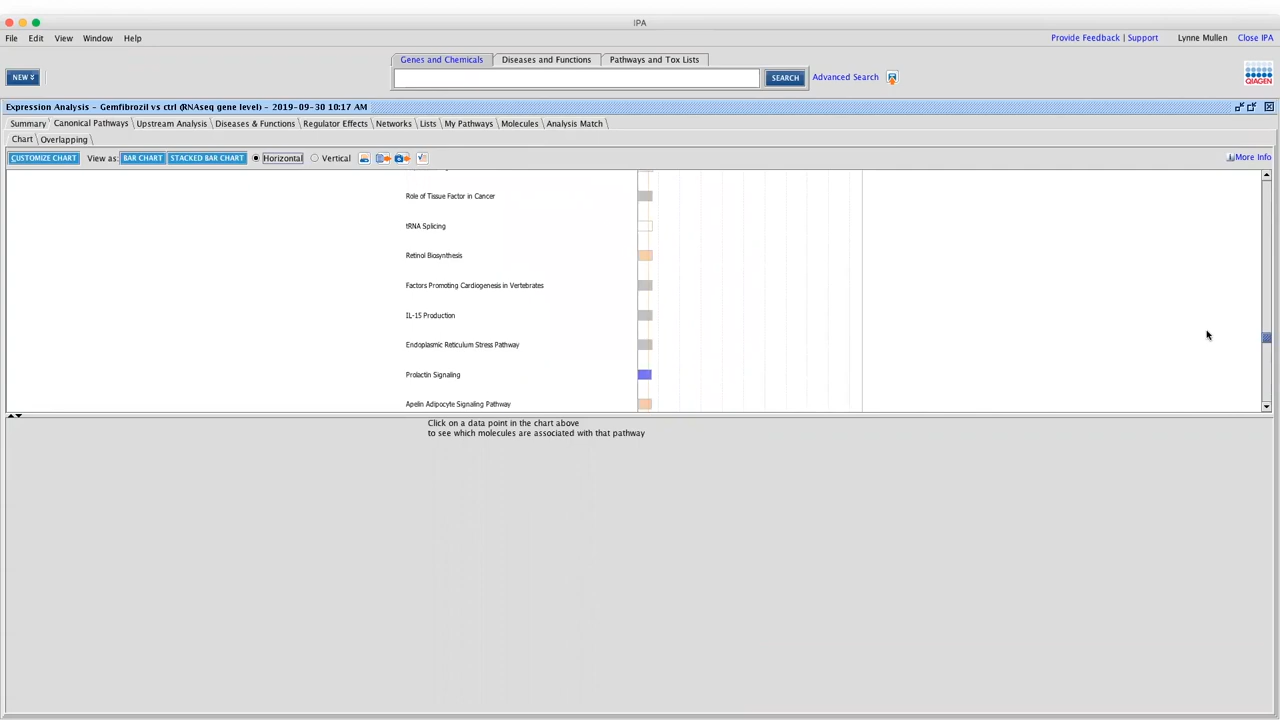 IPA
File Edit View Window Help
Provide Feedback | Support Lynne Mullen Close IPA
Genes and Chemicals Diseases and Functions Pathways and Tox Lists
NEW SEARCH Advanced Search
QIAGEN
Expression Analysis - Gemfibrozil vs ctrl (RNAseq gene level) - 2019-09-30 10:17 AM
Summary Canonical Pathways Upstream Analysis Diseases & Functions Regulator Effects Networks Lists My Pathways Molecules Analysis Match
Chart Overlapping
CUSTOMIZE CHART View as: BAR CHART STACKED BAR CHART Horizontal Vertical More Info
Role of Tissue Factor in Cancer
tRNA Splicing
Retinol Biosynthesis
Factors Promoting Cardiogenesis in Vertebrates
IL-15 Production
Endoplasmic Reticulum Stress Pathway
Prolactin Signaling
Apelin Adipocyte Signaling Pathway
Click on a data point in the chart above
to see which molecules are associated with that pathway